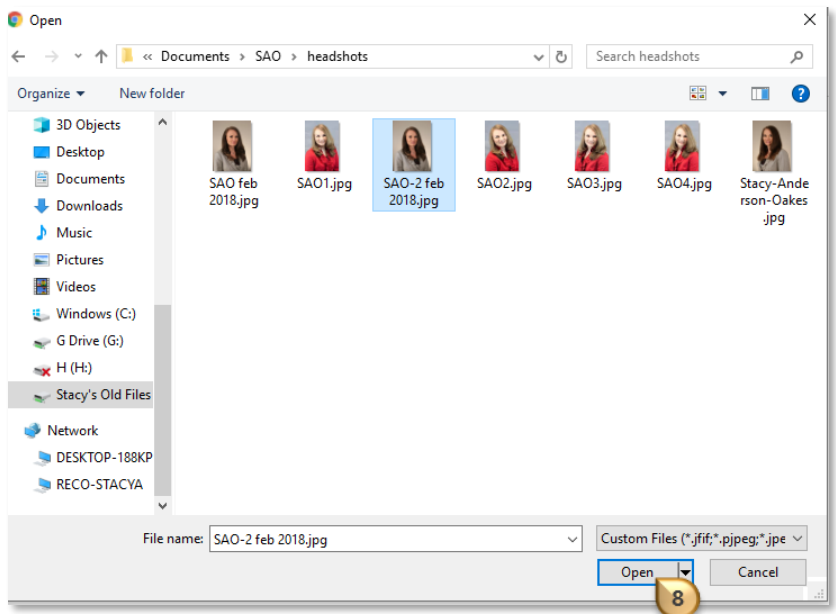 Open
« Documents › SAO › headshots
Search headshots
Organize
New folder
3D Objects
Desktop
Documents
Downloads
Music
Pictures
Videos
Windows (C:)
G Drive (G:)
H (H:)
Stacy's Old Files
Network
DESKTOP-188KP
RECO-STACYA
SAO feb
2018.jpg
SAO1.jpg
SAO-2 feb
2018.jpg
SAO2.jpg
SAO3.jpg
SAO4.jpg
Stacy-Ande
rson-Oakes
.jpg
File name:
SAO-2 feb 2018.jpg
Custom Files (*.jfif;*.pjpeg;*.jpe
Open
Cancel
8